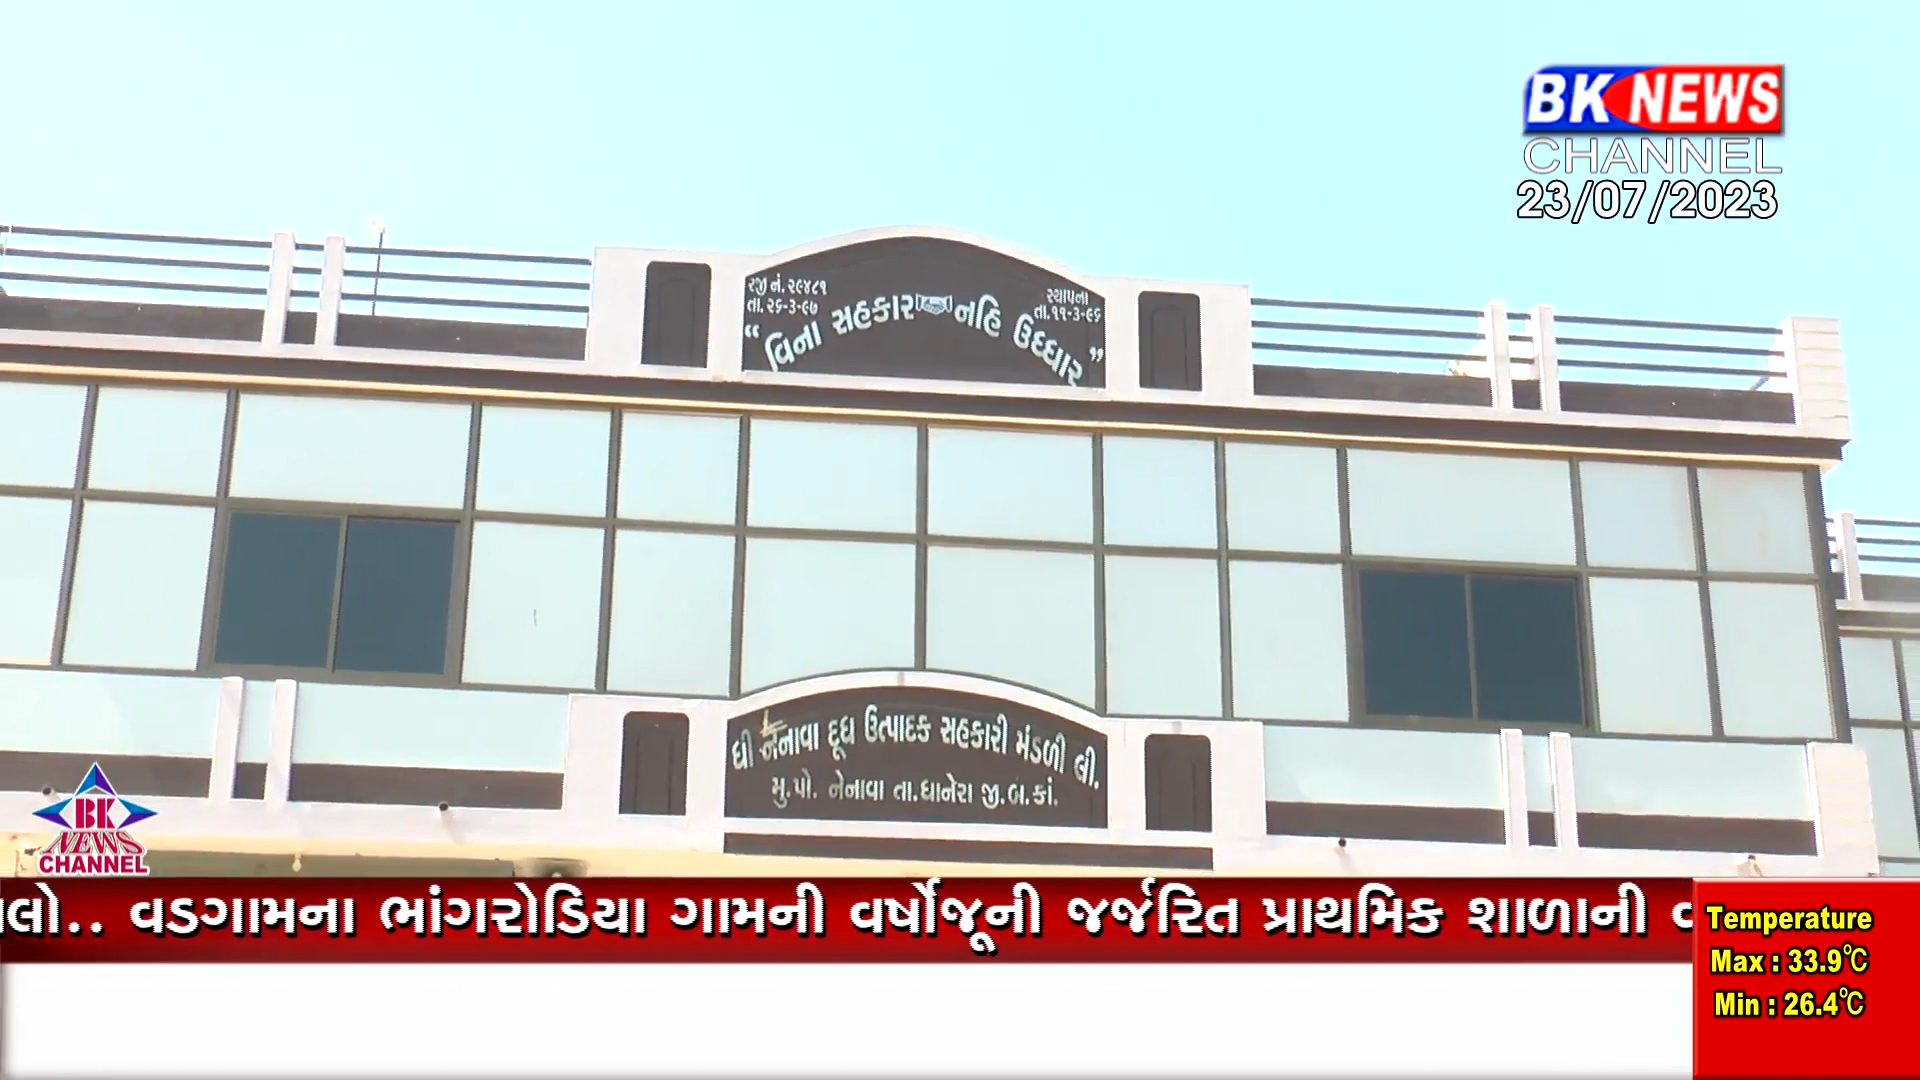 BK NEWS
CHANNEL
23/07/2023
રજી નં. ૨૯૪૮૧
તા. ૨૬-૩-૯૭
સ્થાપના
તા. ૧૧-૩-૯૬
“વિના સહકાર નહિ ઉધ્ધાર”
ધી નેનાવા દૂધ ઉત્પાદક સહકારી મંડળી લી.
મુ.પો. નેનાવા તા.ધાનેરા જી.બ.કાં.
BK
NEWS
CHANNEL
વડગામના ભાંગરોડિયા ગામની વર્ષોજૂની જર્જરિત પ્રાથમિક શાળાની
Temperature
Max : 33.9°C
Min : 26.4°C